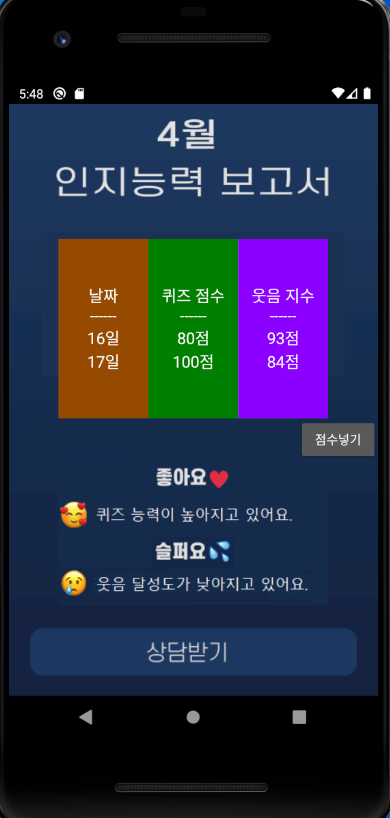 5:48
4월
인지능력 보고서
날짜 퀴즈 점수 웃음 지수
------ ------ ------
16일 80점 93점
17일 100점 84점
점수넣기
좋아요❤️
🥰 퀴즈 능력이 높아지고 있어요.
슬퍼요💦
😢 웃음 달성도가 낮아지고 있어요.
상담받기